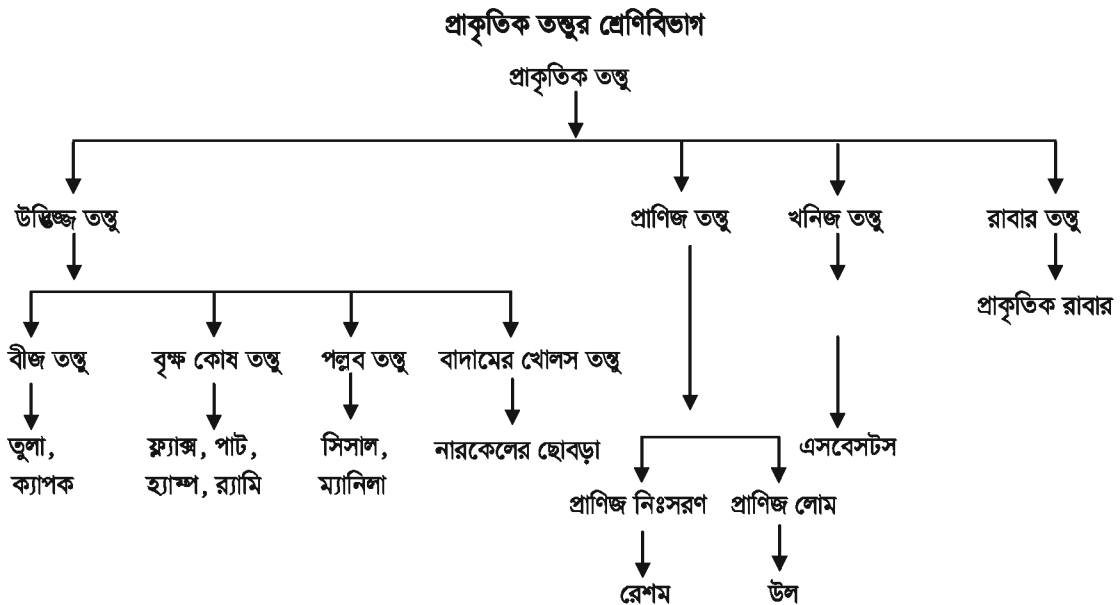 প্রাকৃতিক তন্তুর শ্রেণিবিভাগ
প্রাকৃতিক তন্তু
উদ্ভিজ্জ তন্তু
প্রাণিজ তন্তু
খনিজ তন্তু
রাবার তন্তু
প্রাকৃতিক রাবার
বীজ তন্তু
বৃক্ষ কোষ তন্তু
পল্লব তন্তু
বাদামের খোলস তন্তু
তুলা,
ক্যাপক
ফ্ল্যাক্স, পাট,
হ্যাম্প, র‍্যামি
সিসাল,
ম্যানিলা
নারকেলের ছোবড়া
এসবেসটস
প্রাণিজ নিঃসরণ
প্রাণিজ লোম
রেশম
উল